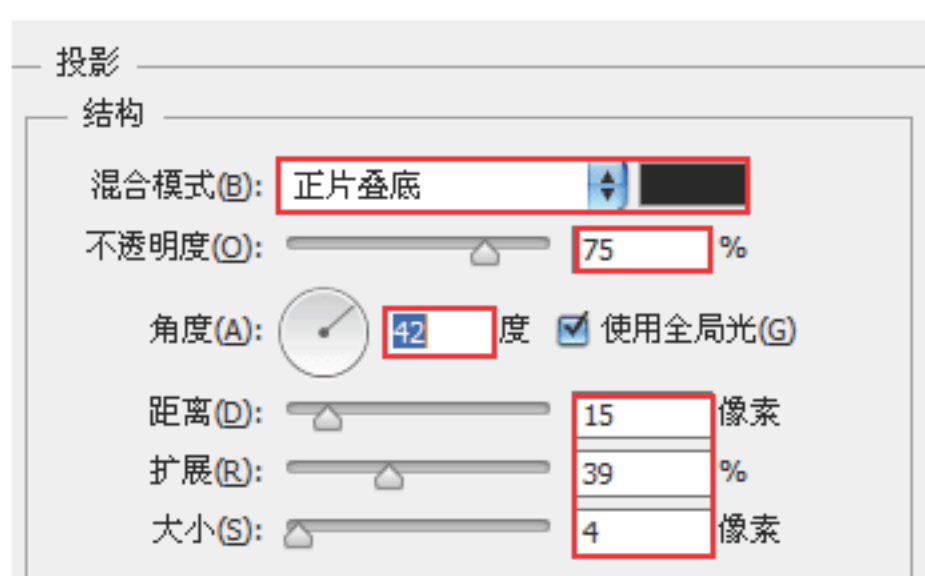 投影
结构
混合模式(B): 正片叠底
不透明度(O): 75 %
角度(A): 42 度 使用全局光(G)
距离(D): 15 像素
扩展(R): 39 %
大小(S): 4 像素